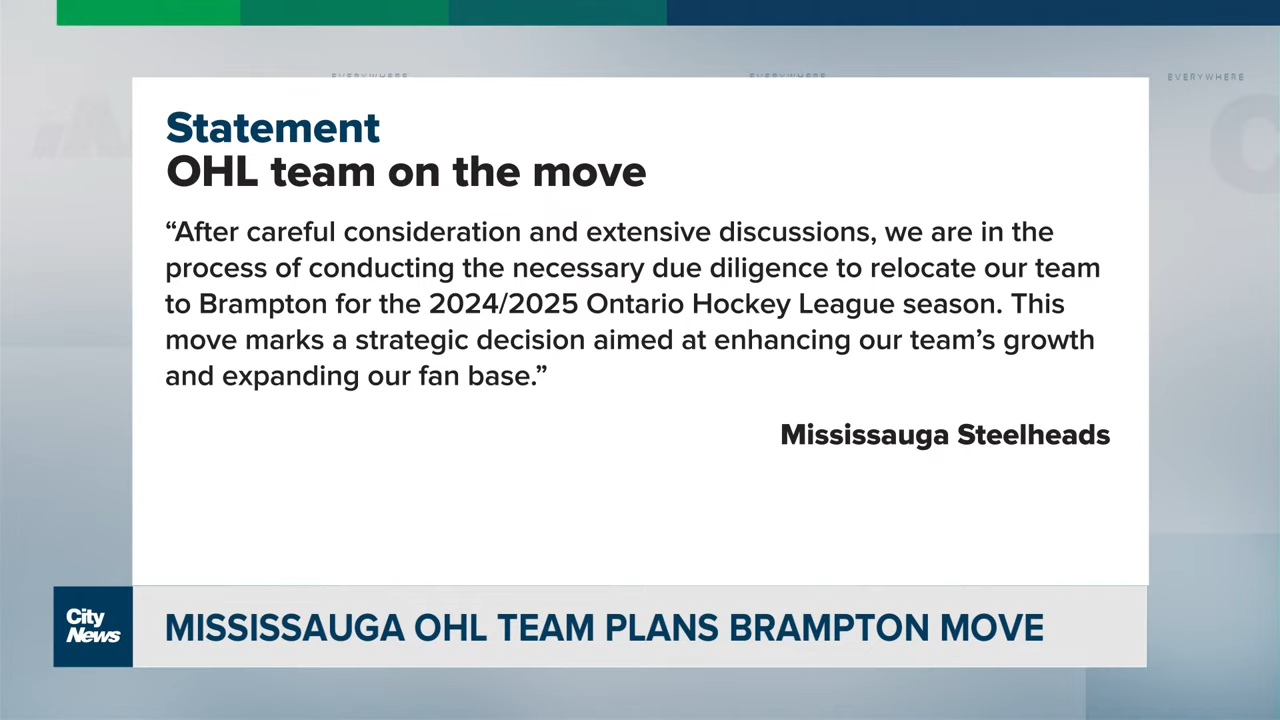 EVERYWHERE EVERYWHERE EVERYWHERE
Statement
OHL team on the move
“After careful consideration and extensive discussions, we are in the
process of conducting the necessary due diligence to relocate our team
to Brampton for the 2024/2025 Ontario Hockey League season. This
move marks a strategic decision aimed at enhancing our team’s growth
and expanding our fan base.”
Mississauga Steelheads
City
News
MISSISSAUGA OHL TEAM PLANS BRAMPTON MOVE